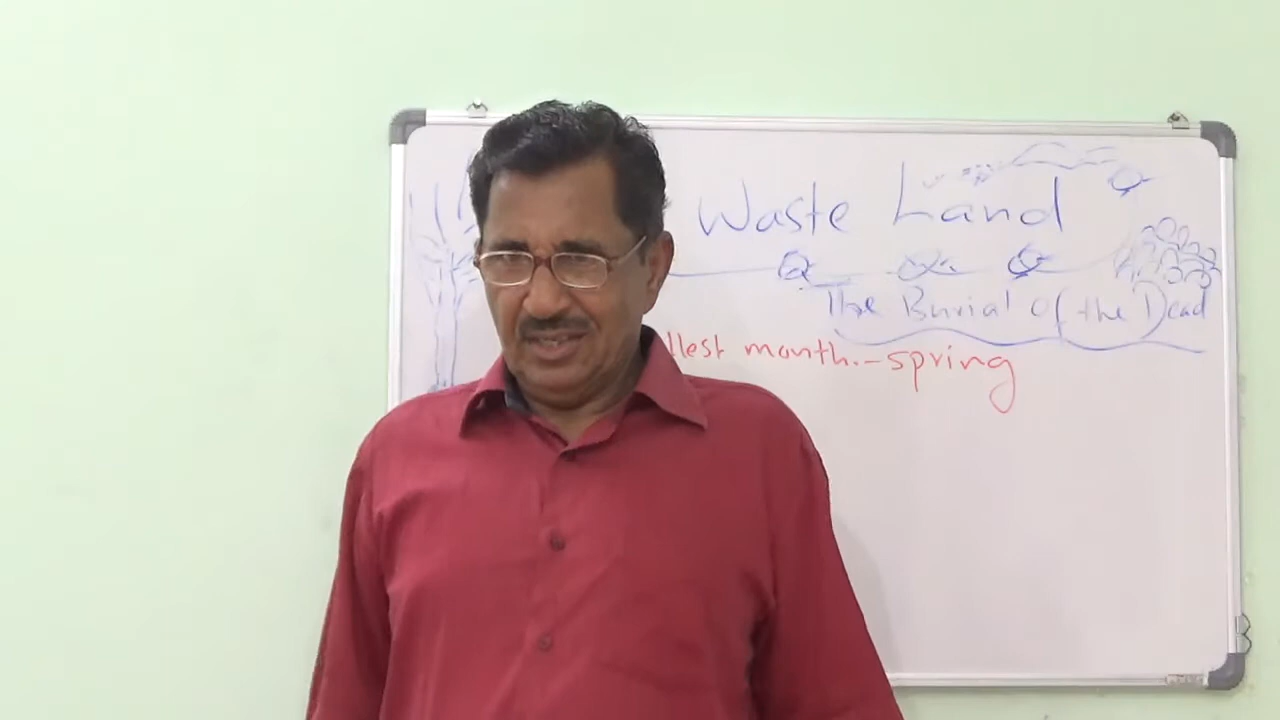 Waste Land
The Burial Of the Dead
llest month.-spring